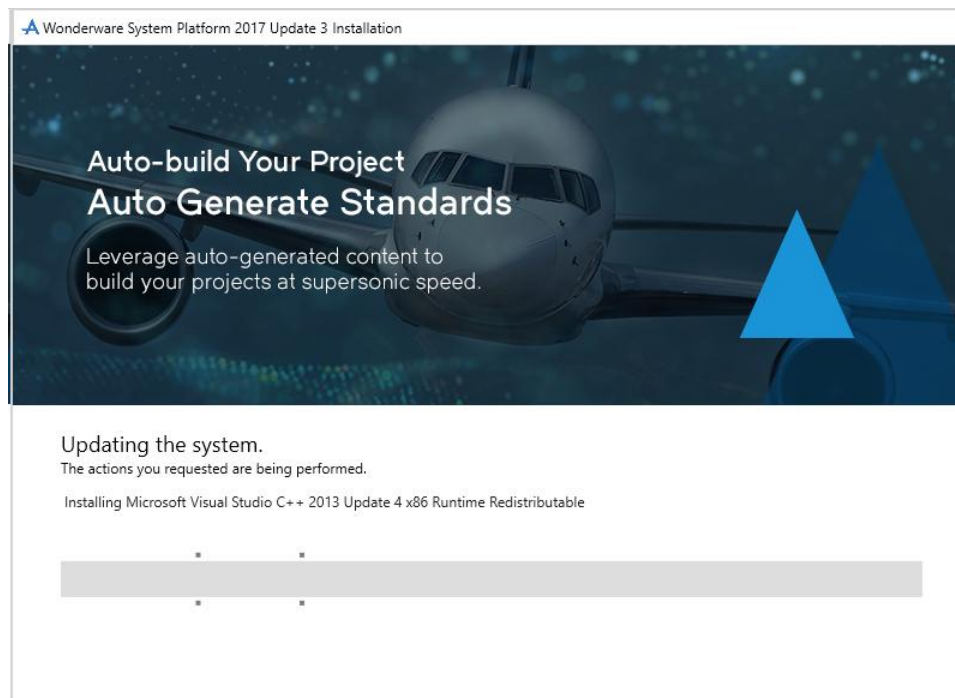 Wonderware System Platform 2017 Update 3 Installation
Auto-build Your Project
Auto Generate Standards
Leverage auto-generated content to
build your projects at supersonic speed.
Updating the system.
The actions you requested are being performed.
Installing Microsoft Visual Studio C++ 2013 Update 4 x86 Runtime Redistributable